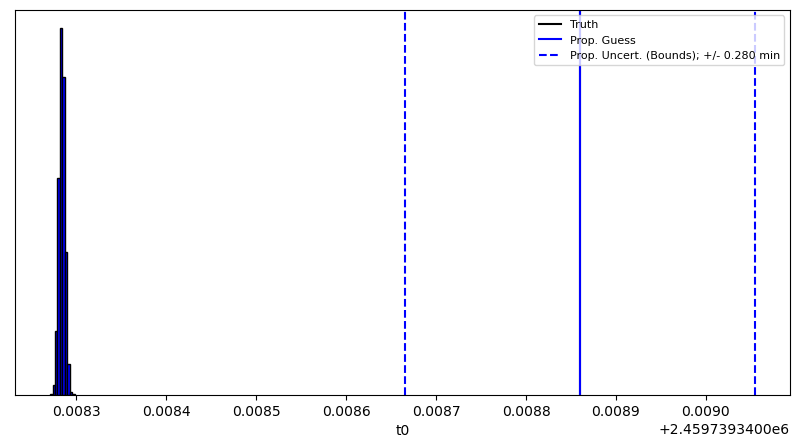 Truth
Prop. Guess
Prop. Uncert. (Bounds); +/- 0.280 min
0.0083 0.0084 0.0085 0.0086 0.0087 0.0088 0.0089 0.0090
t0
+2.4597393400e6